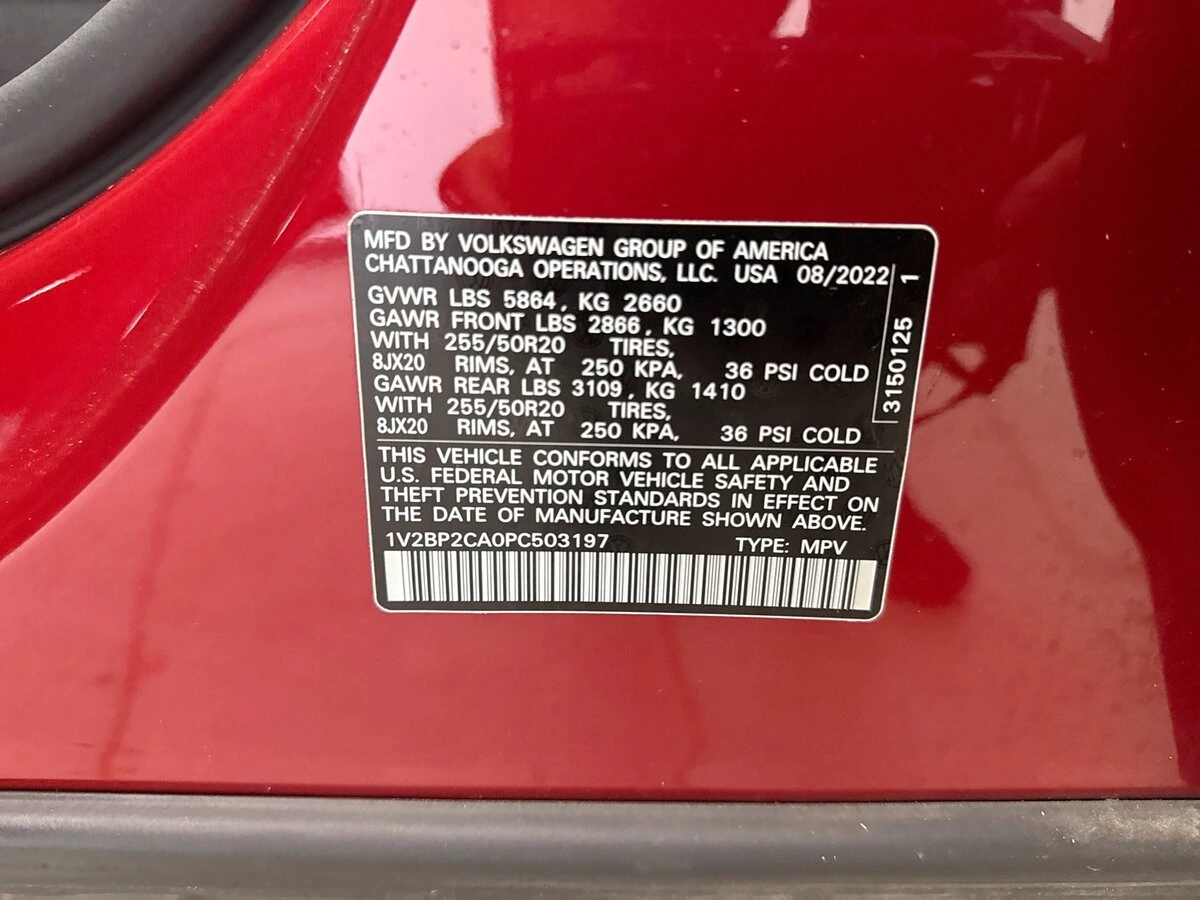 MFD BY VOLKSWAGEN GROUP OF AMERICA
CHATTANOOGA OPERATIONS, LLC. USA 08/2022
GVWR LBS 5864, KG 2660
GAWR FRONT LBS 2866, KG 1300
WITH 255/50R20 TIRES,
8JX20 RIMS, AT 250 KPA, 36 PSI COLD
GAWR REAR LBS 3109, KG 1410
WITH 255/50R20 TIRES,
8JX20 RIMS, AT 250 KPA, 36 PSI COLD
3150125 1
THIS VEHICLE CONFORMS TO ALL APPLICABLE
U.S. FEDERAL MOTOR VEHICLE SAFETY AND
THEFT PREVENTION STANDARDS IN EFFECT ON
THE DATE OF MANUFACTURE SHOWN ABOVE.
1V2BP2CA0PC503197 TYPE: MPV